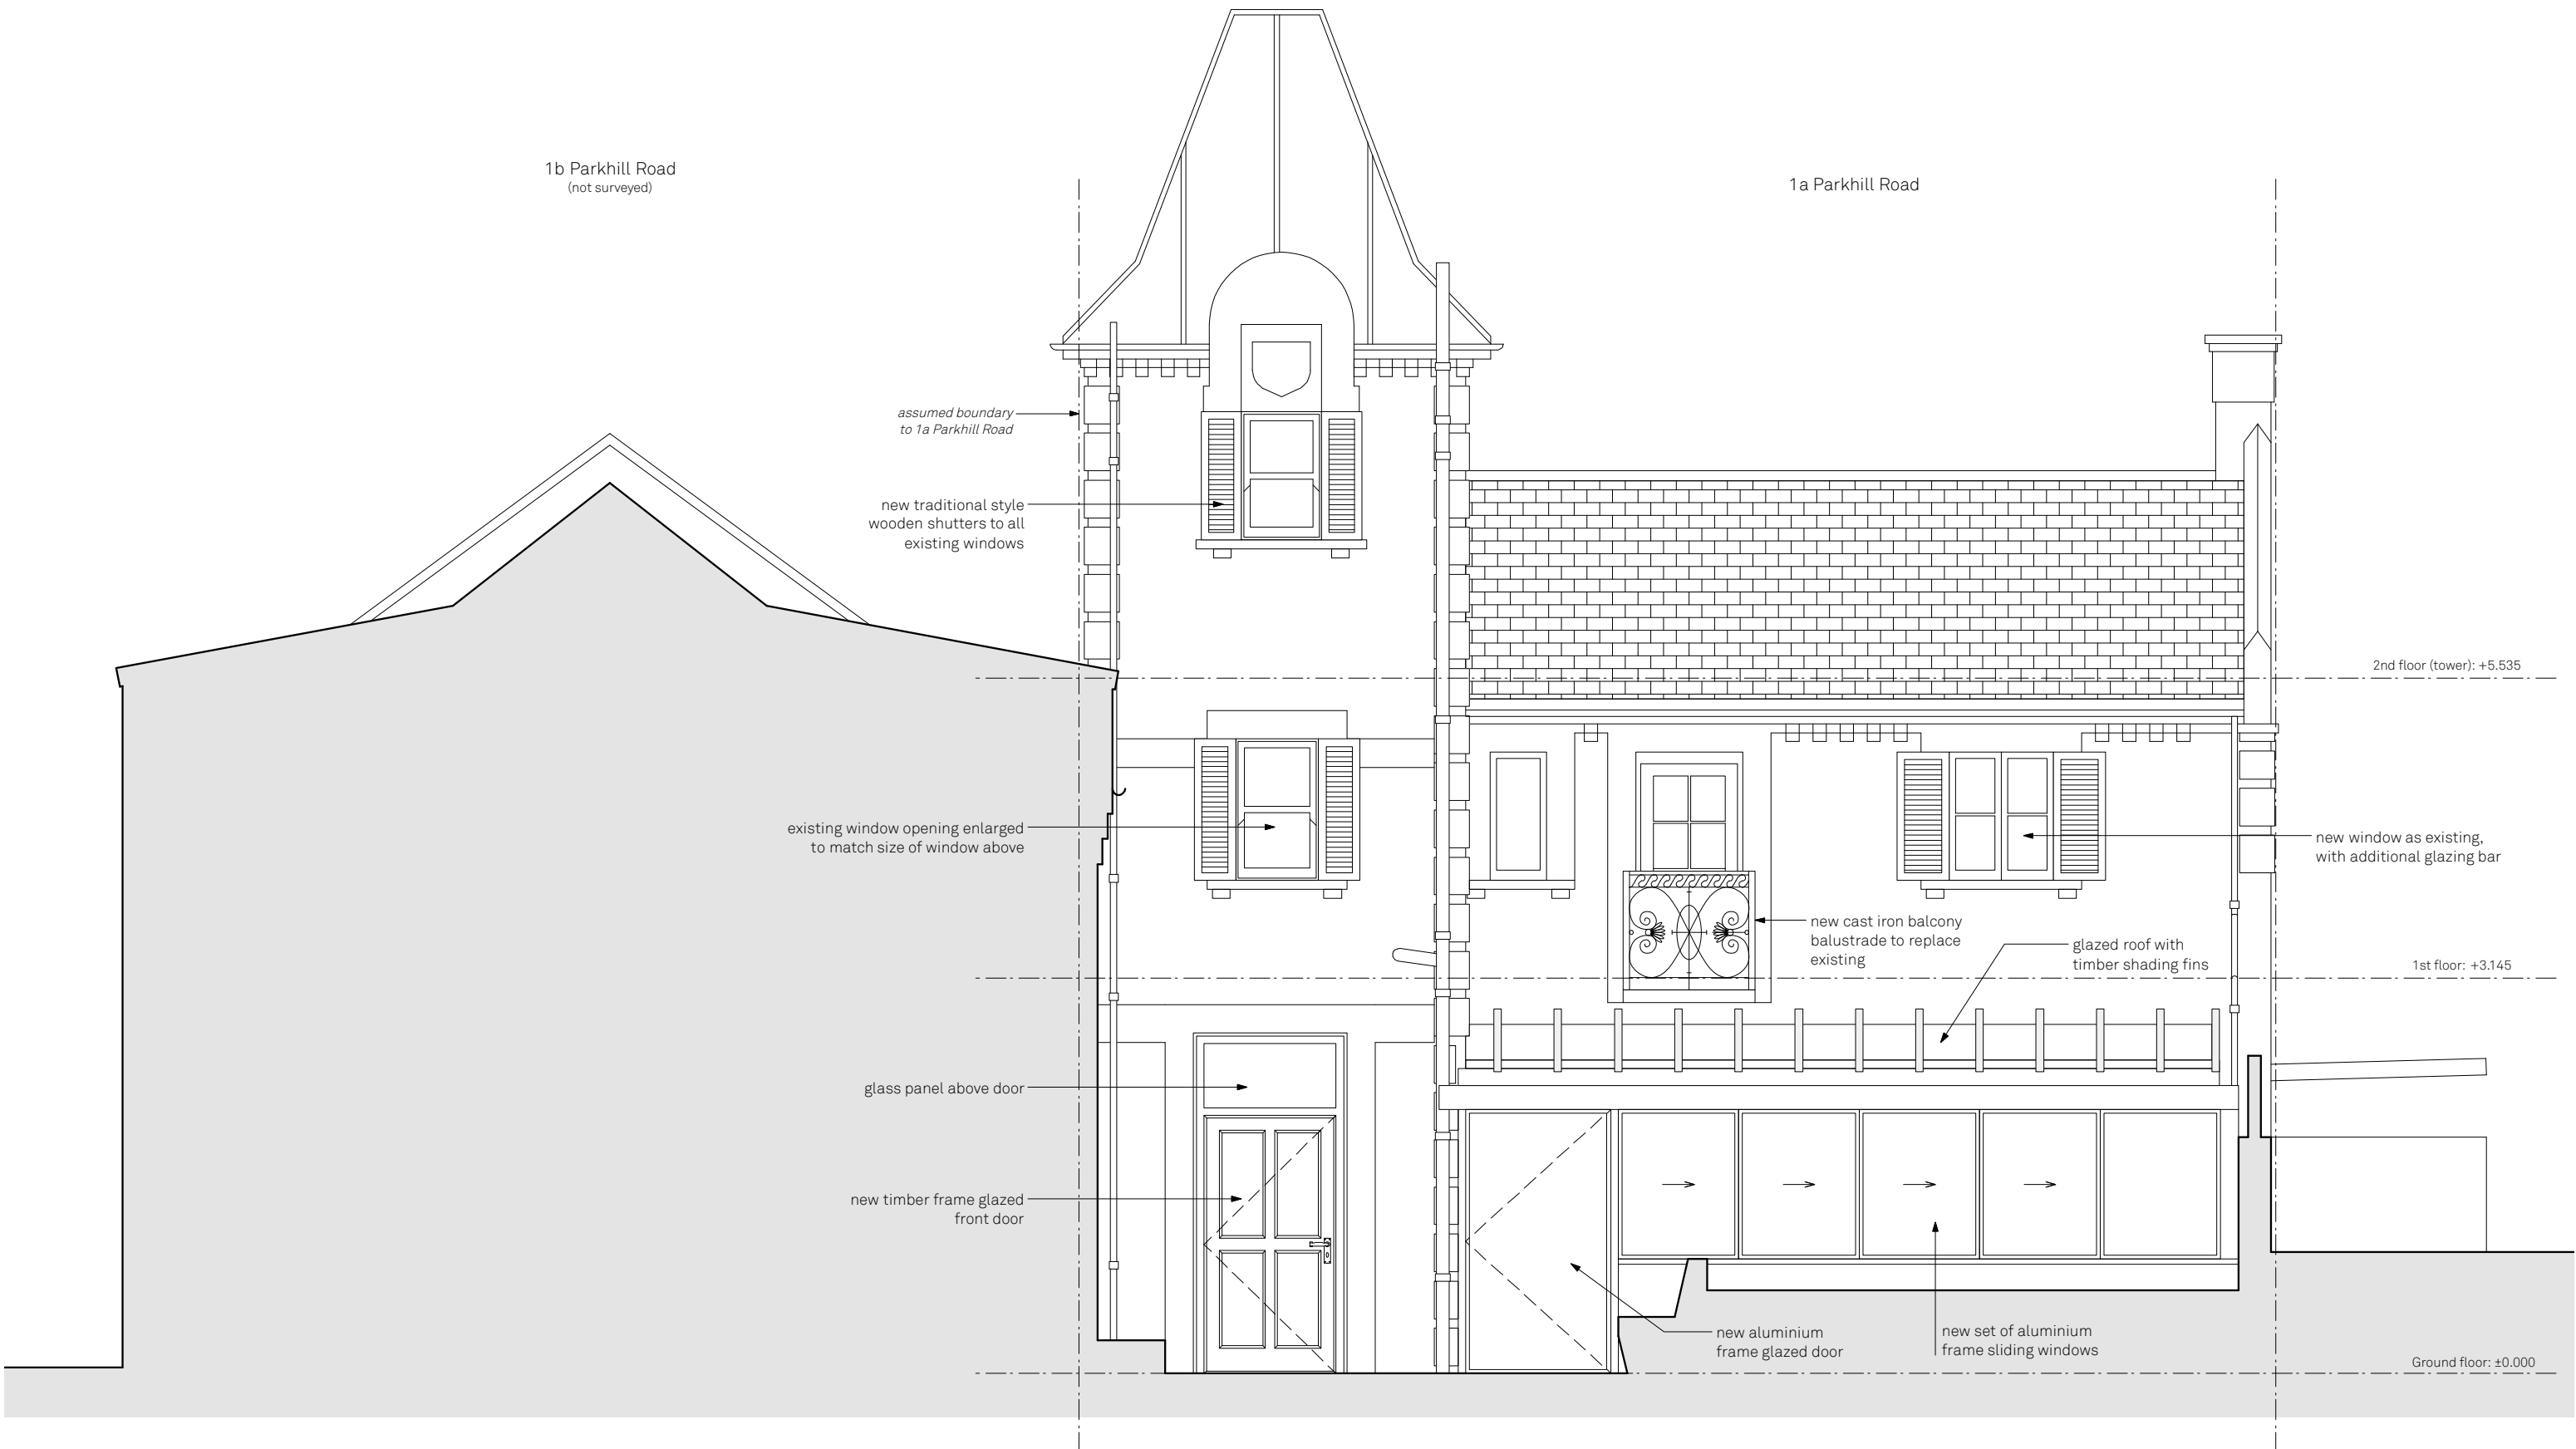 1b Parkhill Road
(not surveyed)
1a Parkhill Road
assumed boundary
to 1a Parkhill Road
new traditional style
wooden shutters to all
existing windows
2nd floor (tower): +5.535
existing window opening enlarged
to match size of window above
new window as existing,
with additional glazing bar
new cast iron balcony
balustrade to replace
existing
glazed roof with
timber shading fins
1st floor: +3.145
glass panel above door
new timber frame glazed
front door
new aluminium
frame glazed door
new set of aluminium
frame sliding windows
Ground floor: ±0.000